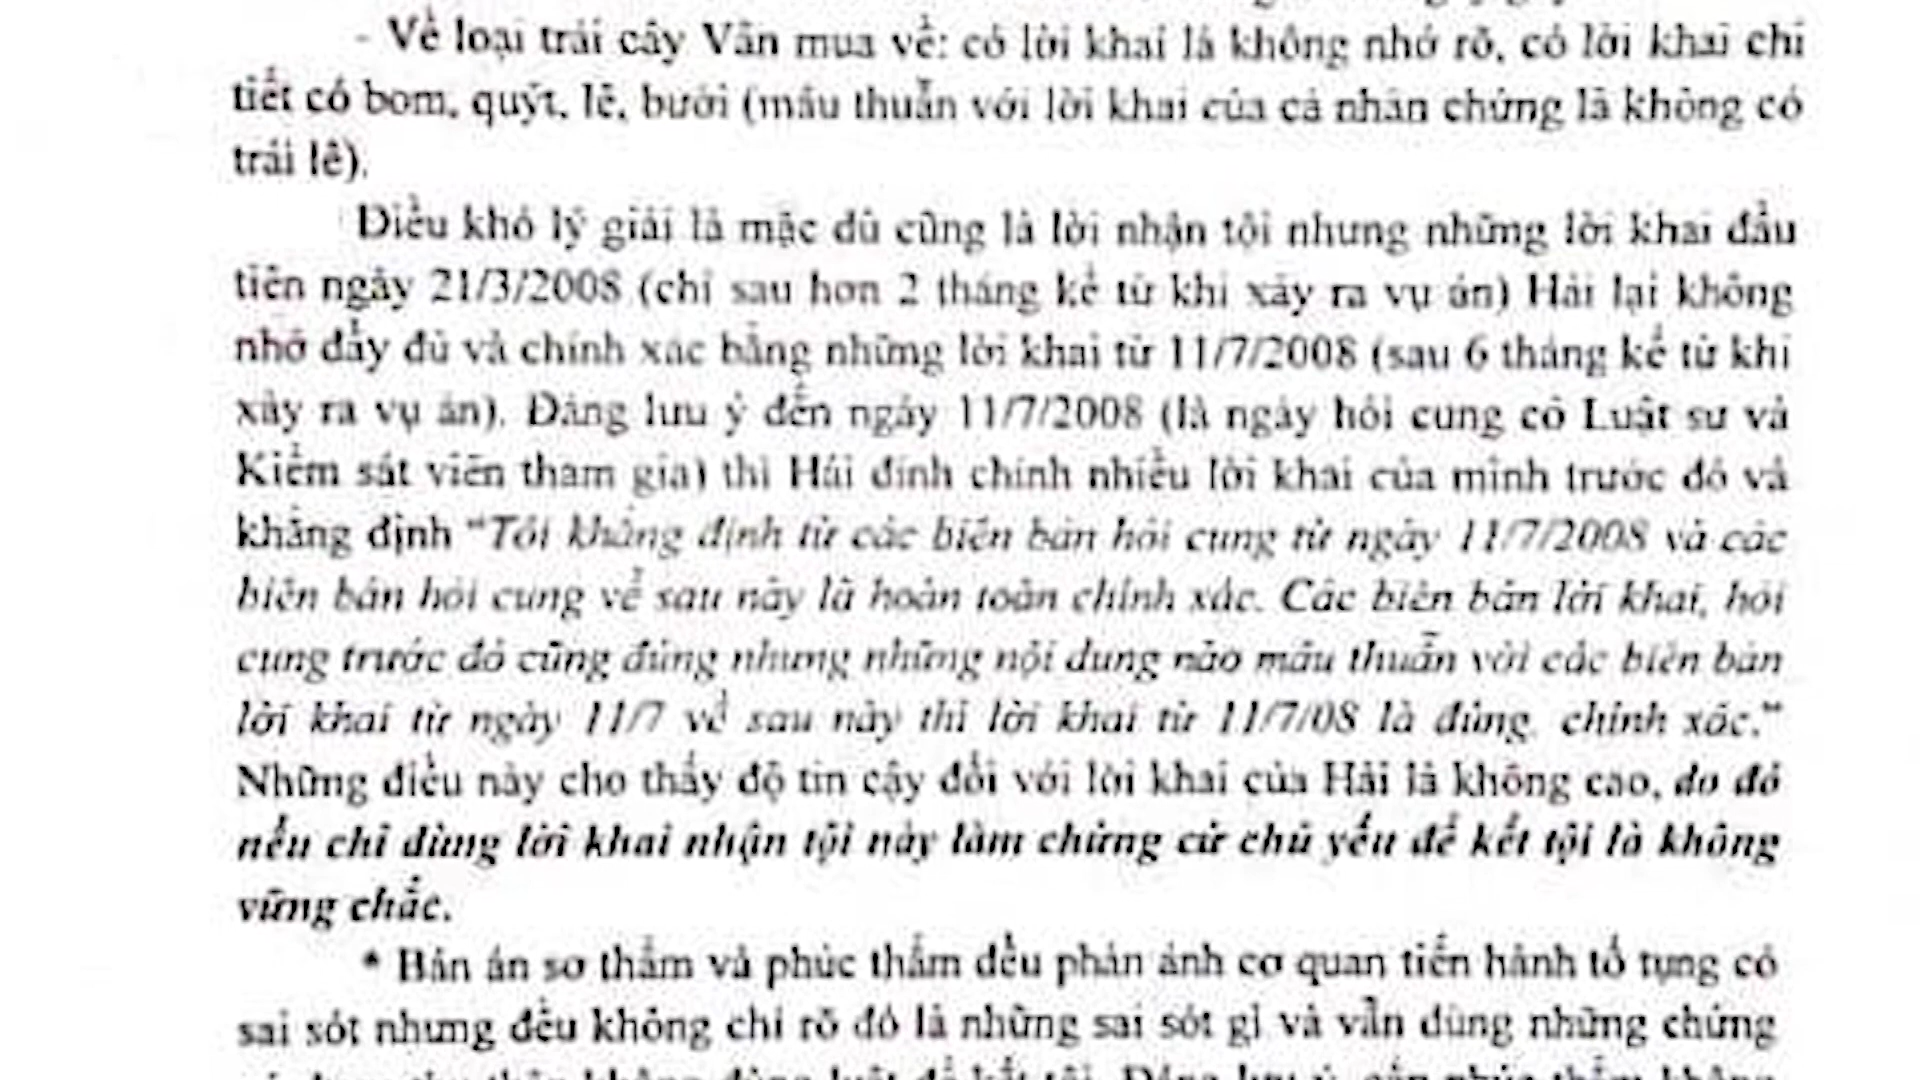 - Về loại trái cây Vân mua về: có lời khai là không nhớ rõ, có lời khai chi
tiết có bom, quýt, lê, bưởi (mâu thuẫn với lời khai của cả nhân chứng là không có
trái lê).
Điều khó lý giải là mặc dù cũng là lời nhận tội nhưng những lời khai đầu
tiên ngày 21/3/2008 (chỉ sau hơn 2 tháng kể từ khi xảy ra vụ án) Hải lại không
nhớ đầy đủ và chính xác bằng những lời khai từ 11/7/2008 (sau 6 tháng kể từ khi
xảy ra vụ án). Đáng lưu ý đến ngày 11/7/2008 (là ngày hỏi cung có Luật sư và
Kiểm sát viên tham gia) thì Hải đính chính nhiều lời khai của mình trước đó và
khẳng định “Tôi khẳng định từ các biên bản hỏi cung từ ngày 11/7/2008 và các
biên bản hỏi cung về sau này là hoàn toàn chính xác. Các biên bản lời khai, hỏi
cung trước đó cũng đúng nhưng những nội dung nào mâu thuẫn với các biên bản
lời khai từ ngày 11/7 về sau này thì lời khai từ 11/7/08 là đúng, chính xác.”
Những điều này cho thấy độ tin cậy đối với lời khai của Hải là không cao, do đó
nếu chỉ dùng lời khai nhận tội này làm chứng cứ chủ yếu để kết tội là không
vững chắc.
* Bản án sơ thẩm và phúc thẩm đều phản ánh cơ quan tiến hành tố tụng có
sai sót nhưng đều không chỉ rõ đó là những sai sót gì và vẫn dùng những chứng